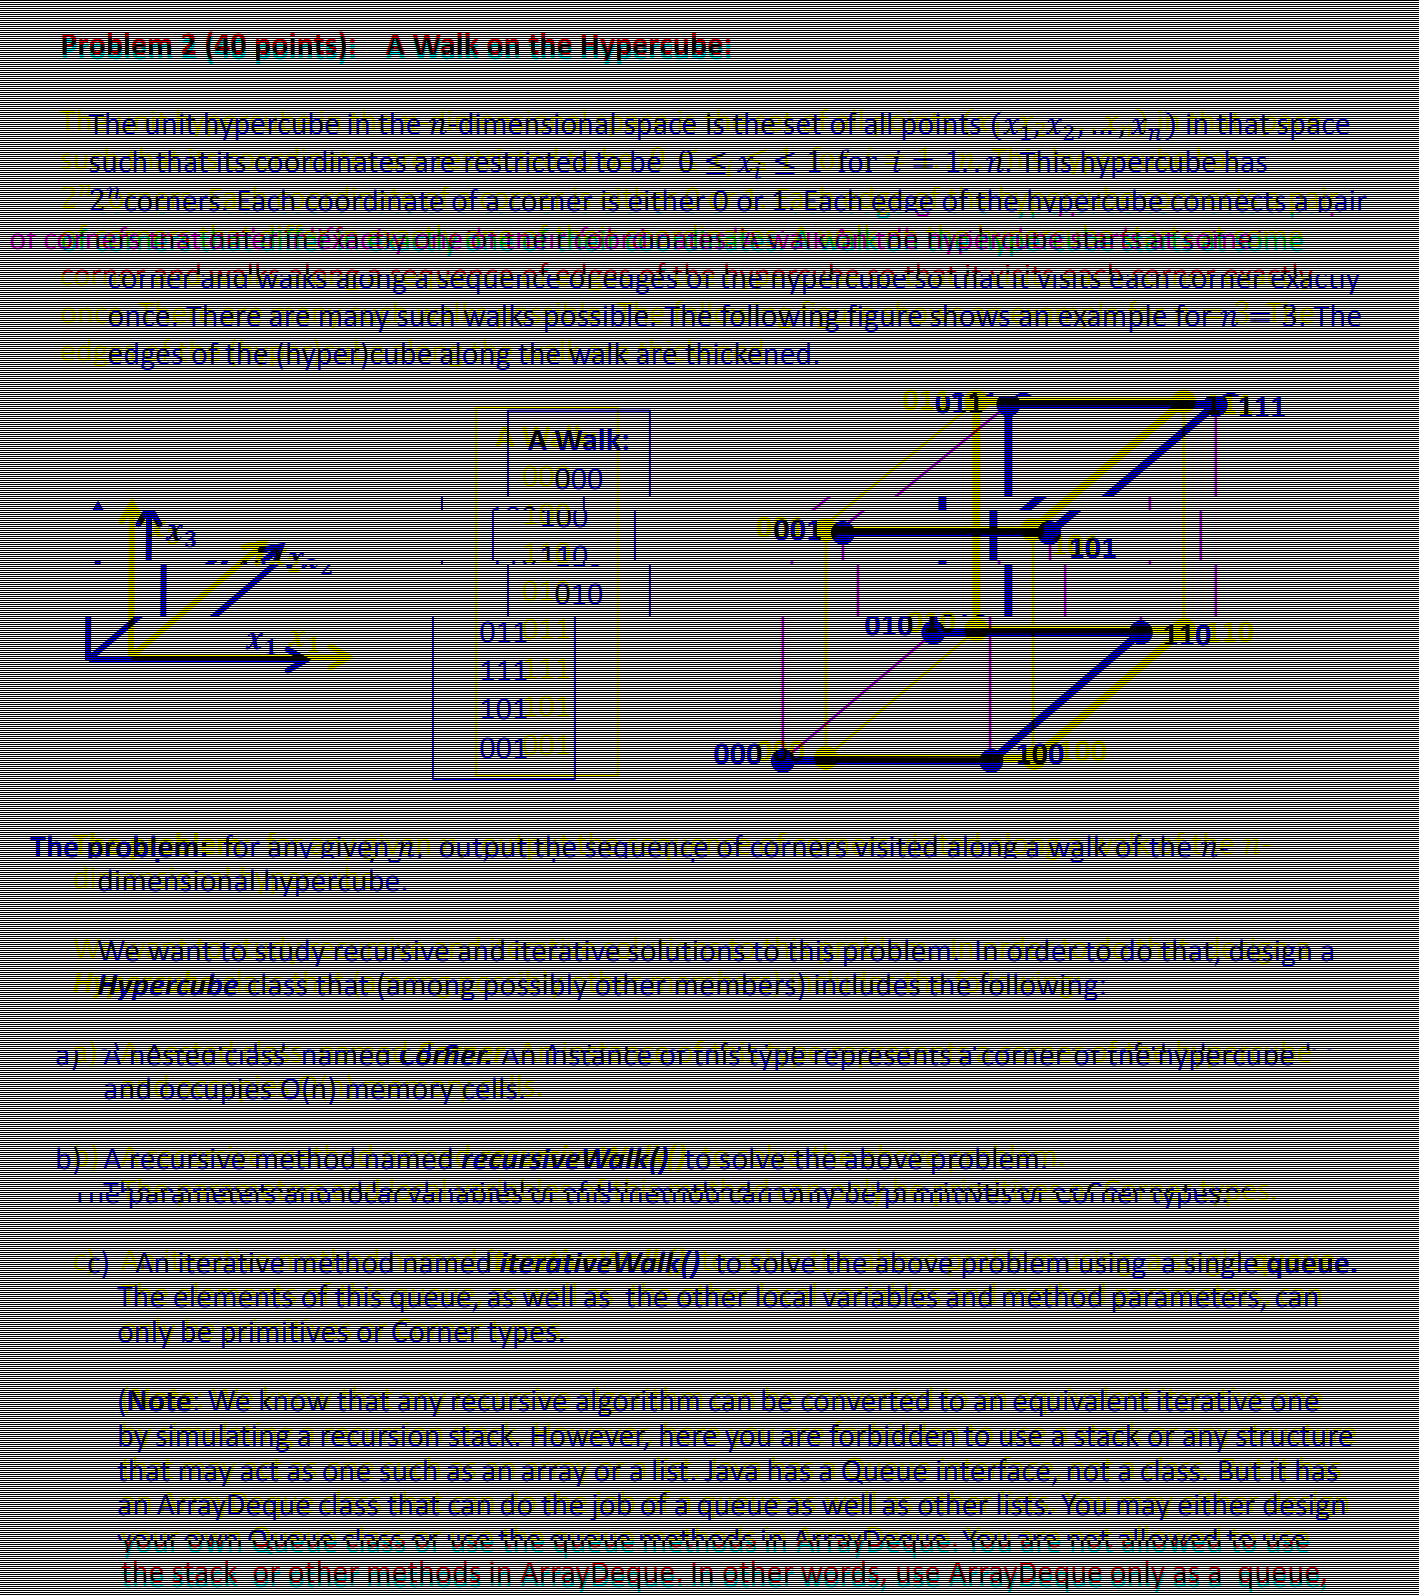 Problem 2 (40 points): A Walk on the Hypercube:
The unit hypercube in the n-dimensional space is the set of all points (x₁, x₂, …, xₙ) in that space
such that its coordinates are restricted to be 0 ≤ xᵢ ≤ 1 for i = 1..n. This hypercube has
2ⁿ corners. Each coordinate of a corner is either 0 or 1. Each edge of the hypercube connects a pair
of corners that differ in exactly one of their coordinates. A walk on the hypercube starts at some
corner and walks along a sequence of edges of the hypercube so that it visits each corner exactly
once. There are many such walks possible. The following figure shows an example for n = 3. The
edges of the (hyper)cube along the walk are thickened.
011 111
A Walk:
000
100
110
010
011
111
101
001
x₃
x₂
x₁
001
101
010
110
000
100
The problem: for any given n, output the sequence of corners visited along a walk of the n-
dimensional hypercube.
We want to study recursive and iterative solutions to this problem. In order to do that, design a
Hypercube class that (among possibly other members) includes the following:
a) A nested class named Corner. An instance of this type represents a corner of the hypercube
and occupies O(n) memory cells.
b) A recursive method named recursiveWalk() to solve the above problem.
The parameters and local variables of this method can only be primitives or Corner types.
c) An iterative method named iterativeWalk() to solve the above problem using a single queue.
The elements of this queue, as well as the other local variables and method parameters, can
only be primitives or Corner types.
(Note: We know that any recursive algorithm can be converted to an equivalent iterative one
by simulating a recursion stack. However, here you are forbidden to use a stack or any structure
that may act as one such as an array or a list. Java has a Queue interface, not a class. But it has
an ArrayDeque class that can do the job of a queue as well as other lists. You may either design
your own Queue class or use the queue methods in ArrayDeque. You are not allowed to use
the stack or other methods in ArrayDeque. In other words, use ArrayDeque only as a queue,